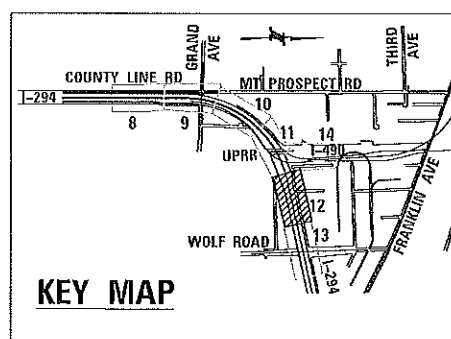 GRAND
AVE
THIRD
AVE
COUNTY LINE RD
MT PROSPECT RD
I-294
10
8
9
11
14
I-490
UPRR
12
13
WOLF ROAD
FRANKLIN AVE
I-294
KEY MAP